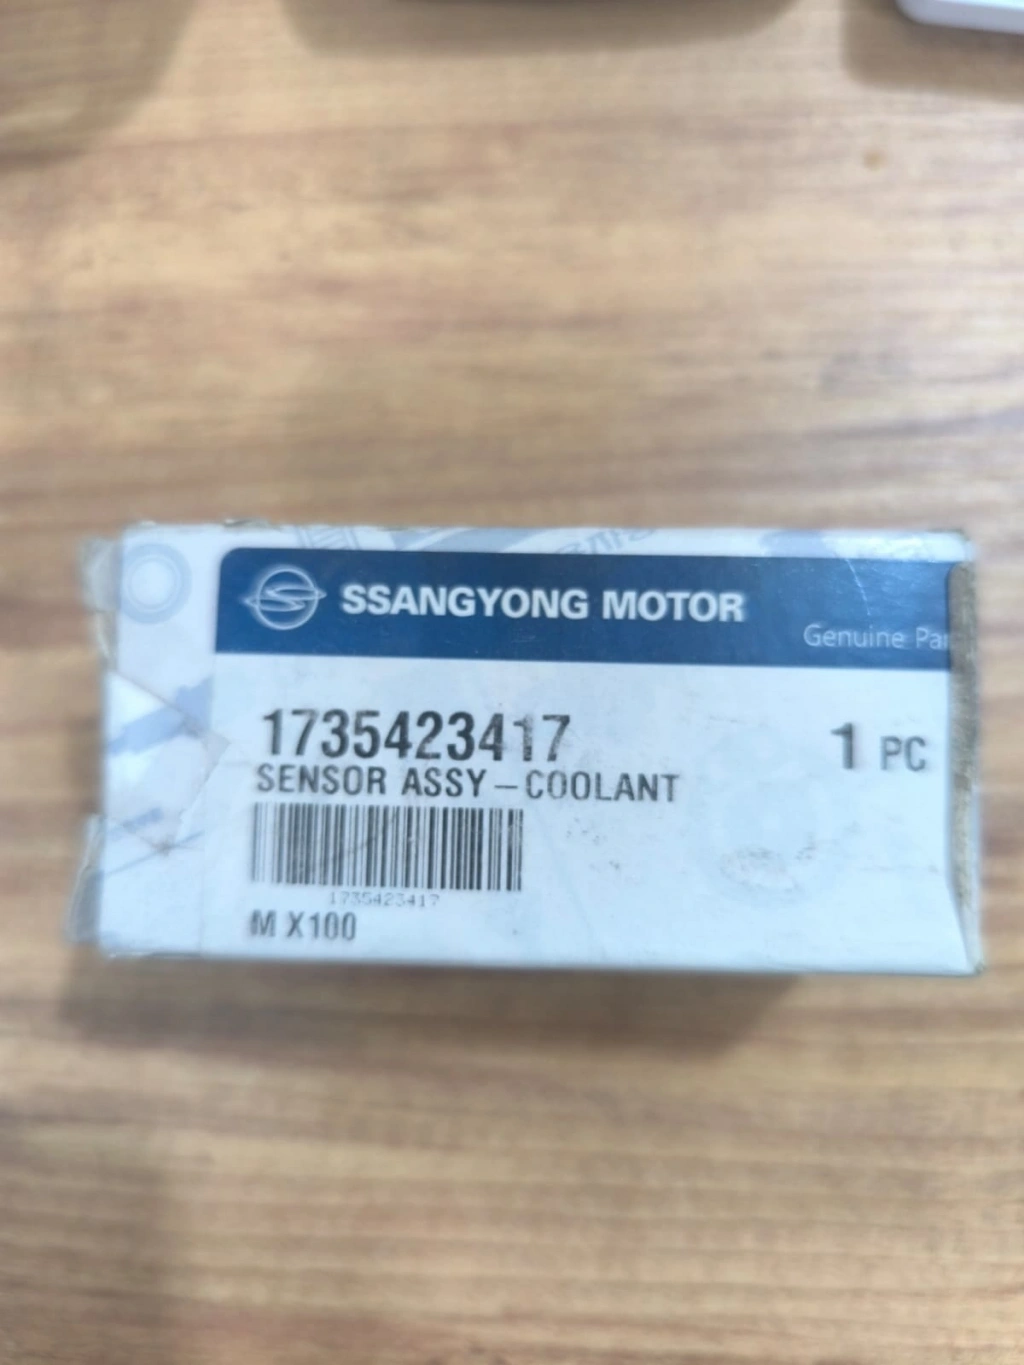 SSANGYONG MOTOR
Genuine Par
1735423417
1 PC
SENSOR ASSY-COOLANT
1735423417
M X100